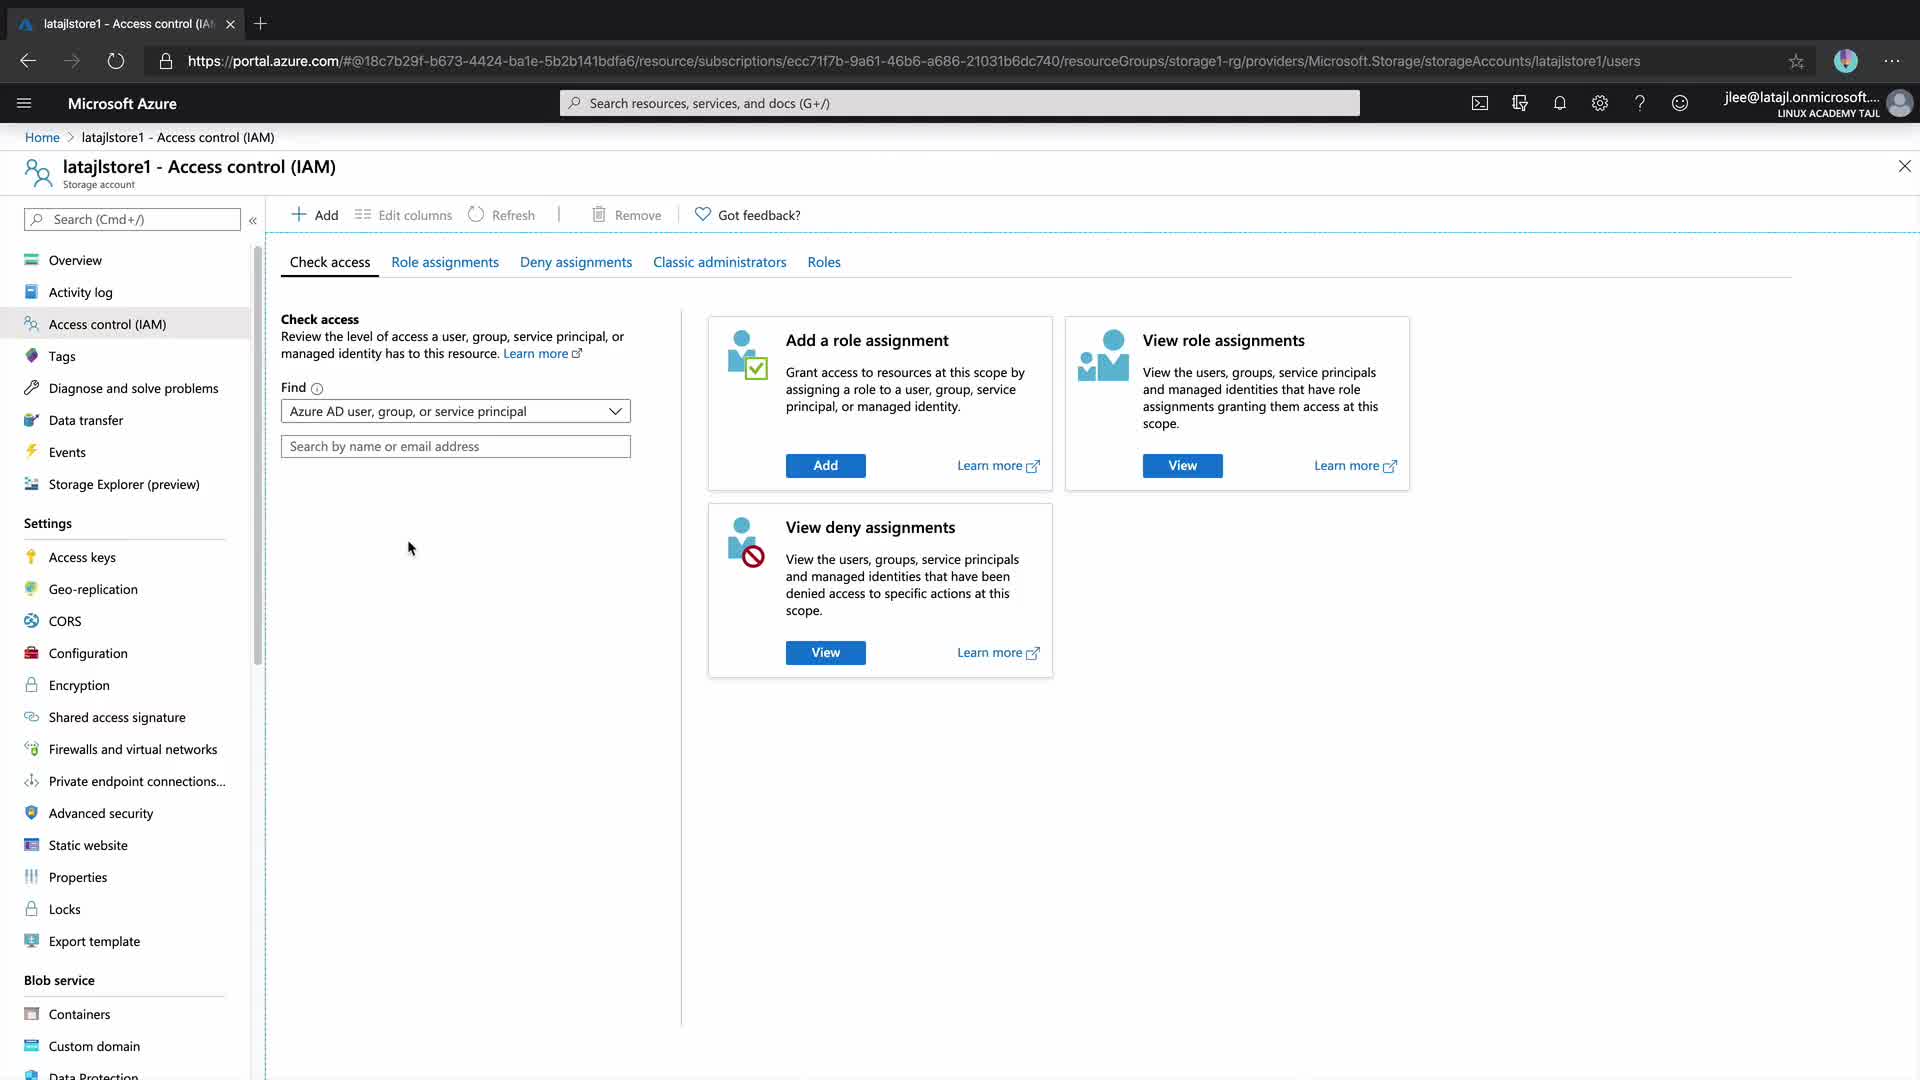 latajlstore1 - Access control (IAM
https://portal.azure.com/#@18c7b29f-b673-4424-ba1e-5b2b141bdfa6/resource/subscriptions/ecc71f7b-9a61-46b6-a686-21031b6dc740/resourceGroups/storage1-rg/providers/Microsoft.Storage/storageAccounts/latajlstore1/users
Microsoft Azure
Search resources, services, and docs (G+/)
jlee@latajl.onmicrosoft....
LINUX ACADEMY TAJL
Home > latajlstore1 - Access control (IAM)
latajlstore1 - Access control (IAM)
Storage account
Search (Cmd+/)
«
Overview
Activity log
Access control (IAM)
Tags
Diagnose and solve problems
Data transfer
Events
Storage Explorer (preview)
Settings
Access keys
Geo-replication
CORS
Configuration
Encryption
Shared access signature
Firewalls and virtual networks
Private endpoint connections...
Advanced security
Static website
Properties
Locks
Export template
Blob service
Containers
Custom domain
Data Protection
Add
Edit columns
Refresh
Remove
Got feedback?
Check access
Role assignments
Deny assignments
Classic administrators
Roles
Check access
Review the level of access a user, group, service principal, or
managed identity has to this resource. Learn more
Find
Azure AD user, group, or service principal
Search by name or email address
Add a role assignment
Grant access to resources at this scope by
assigning a role to a user, group, service
principal, or managed identity.
Add
Learn more
View role assignments
View the users, groups, service principals
and managed identities that have role
assignments granting them access at this
scope.
View
Learn more
View deny assignments
View the users, groups, service principals
and managed identities that have been
denied access to specific actions at this
scope.
View
Learn more